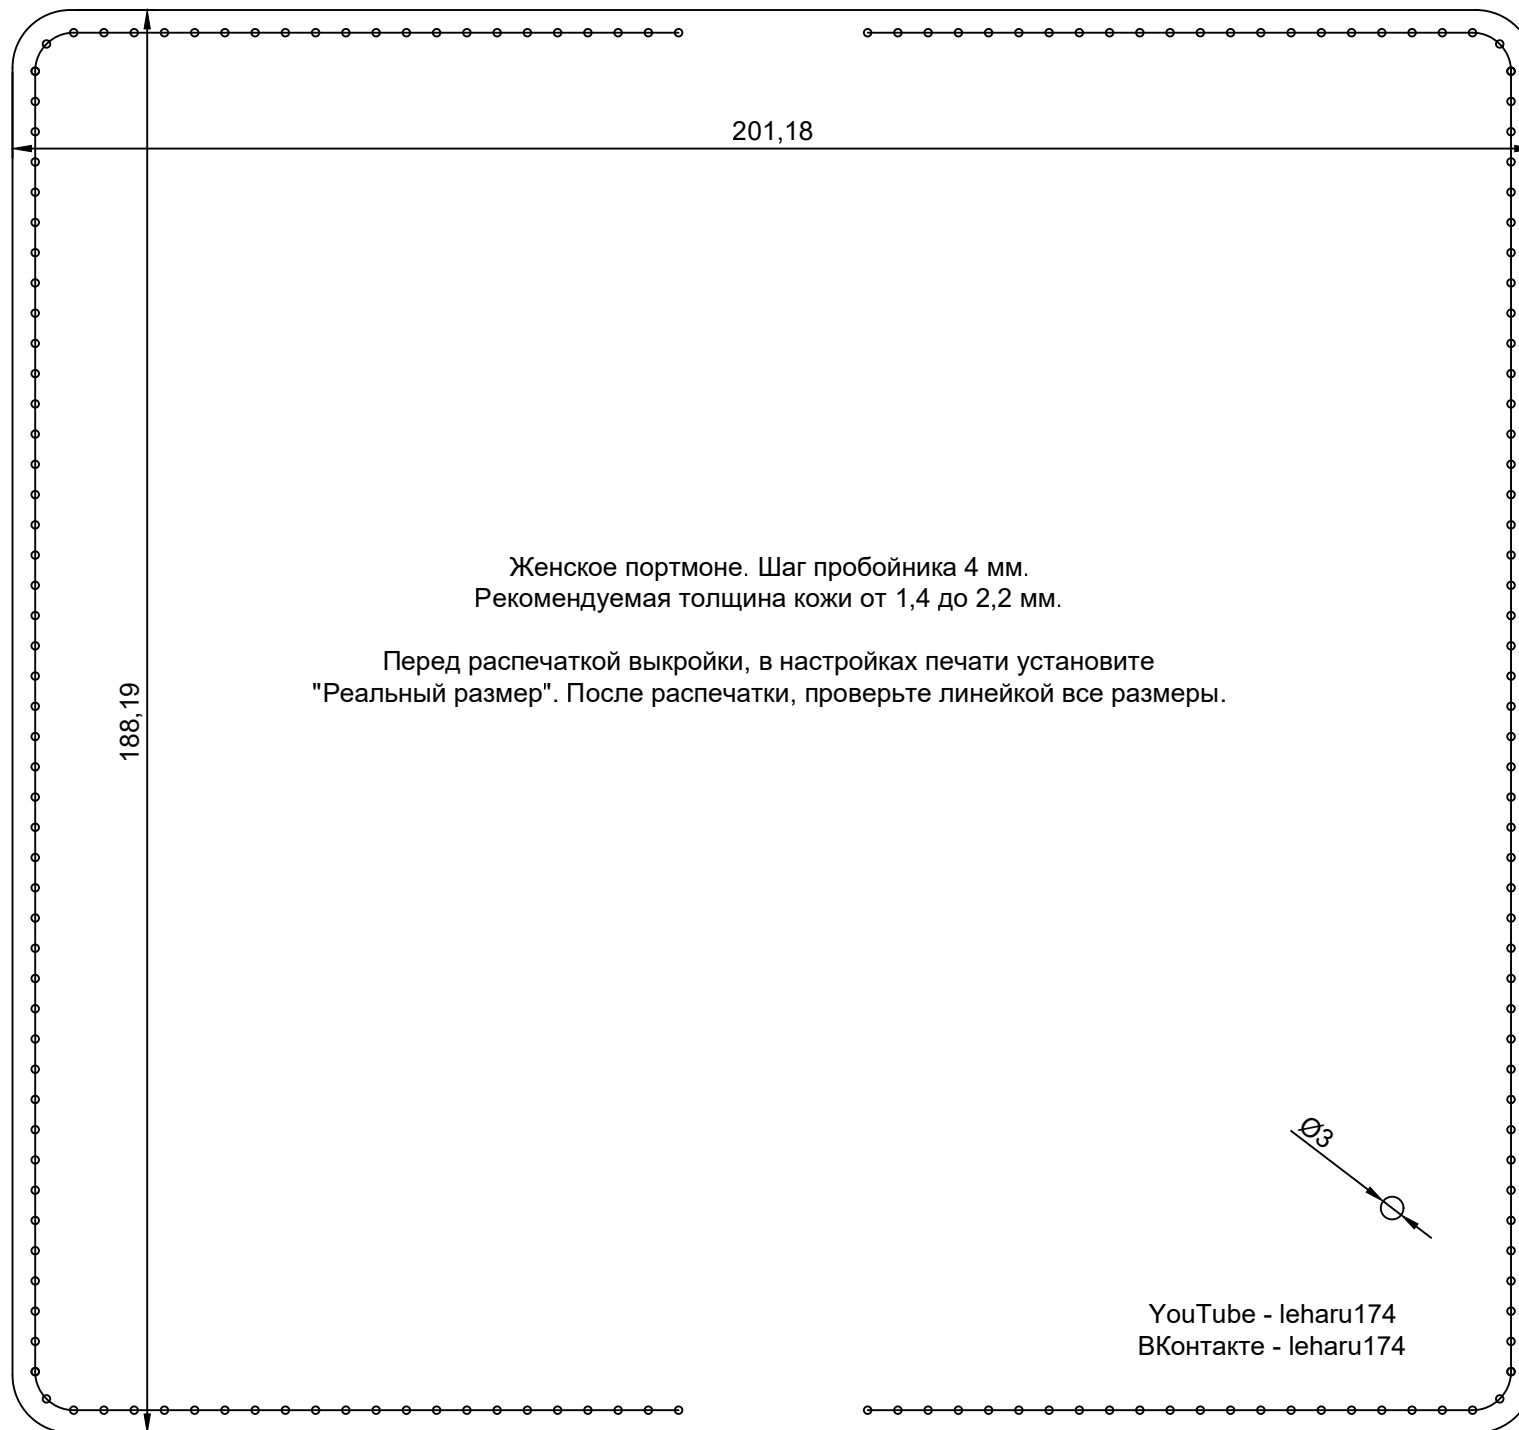 201,18
Женское портмоне. Шаг пробойника 4 мм.
Рекомендуемая толщина кожи от 1,4 до 2,2 мм.
Перед распечаткой выкройки, в настройках печати установите
"Реальный размер". После распечатки, проверьте линейкой все размеры.
188,19
Ø3
YouTube - leharu174
ВКонтакте - leharu174